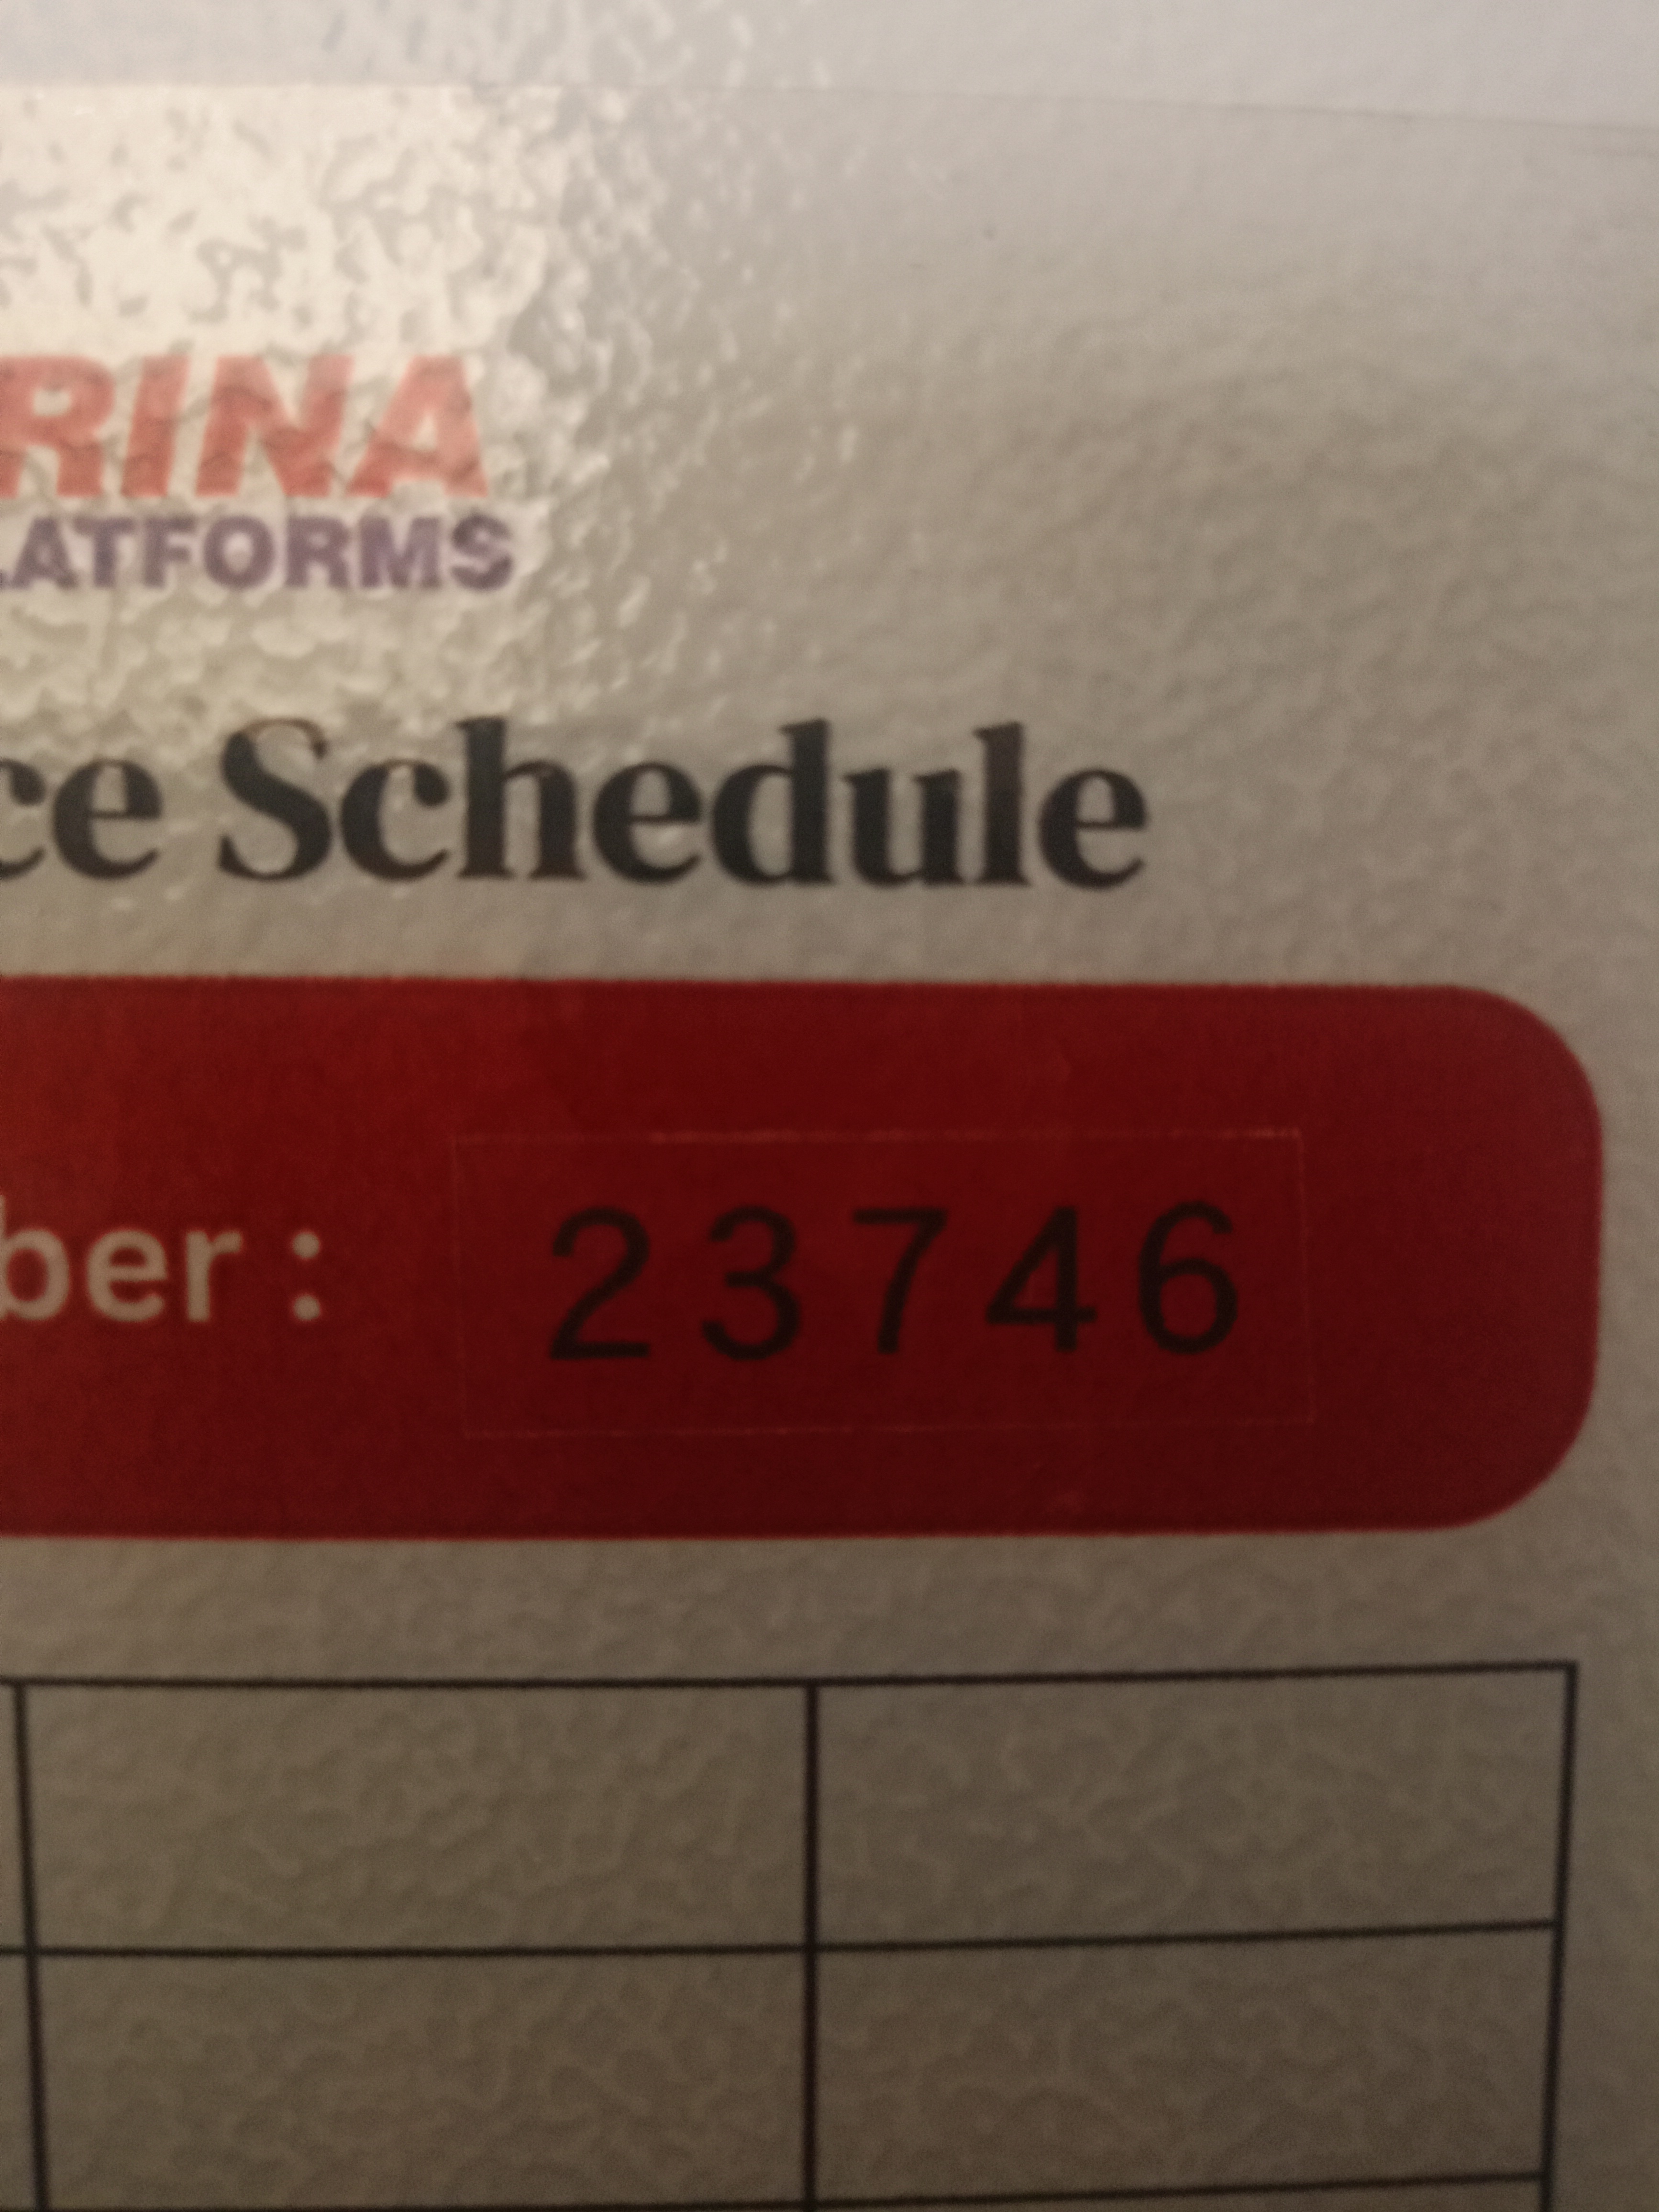 RINA
LATFORMS
ce Schedule
ber: 23746